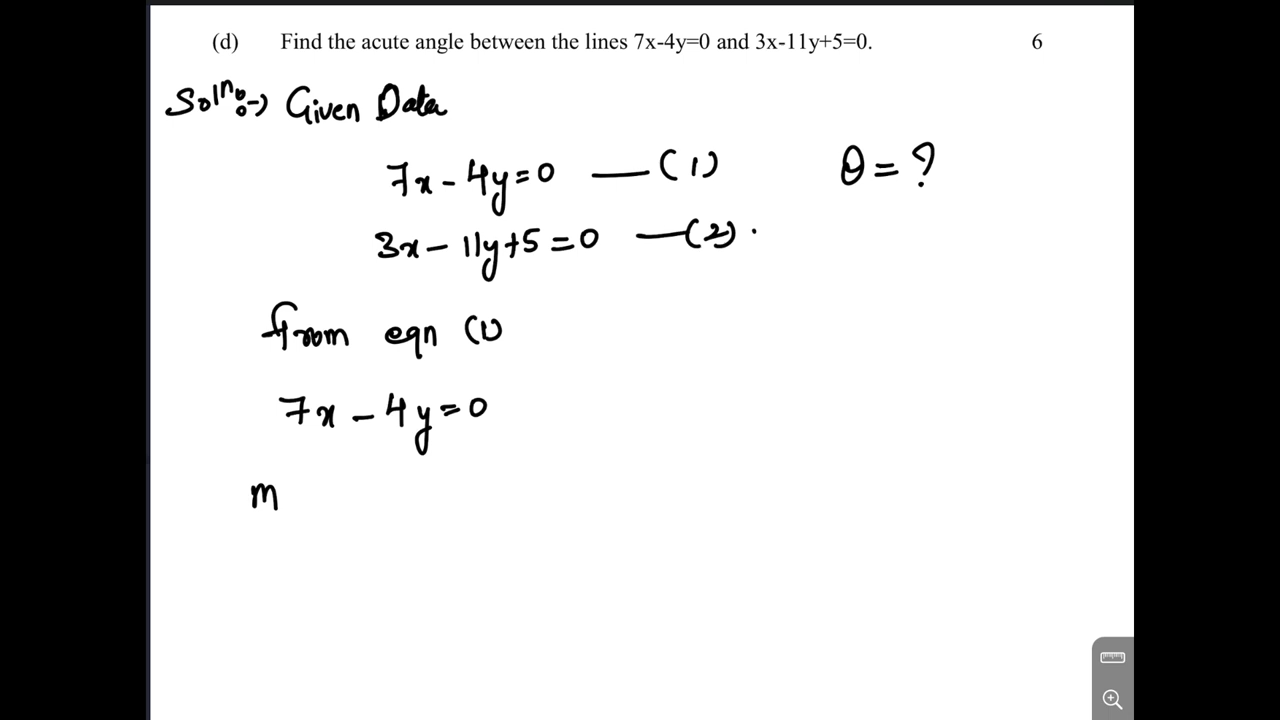 (d) Find the acute angle between the lines 7x-4y=0 and 3x-11y+5=0. 6
Soln:-) Given Data
7x - 4y = 0 — (1) θ = ?
3x - 11y + 5 = 0 — (2) .
from eqn (1)
7x - 4y = 0
m